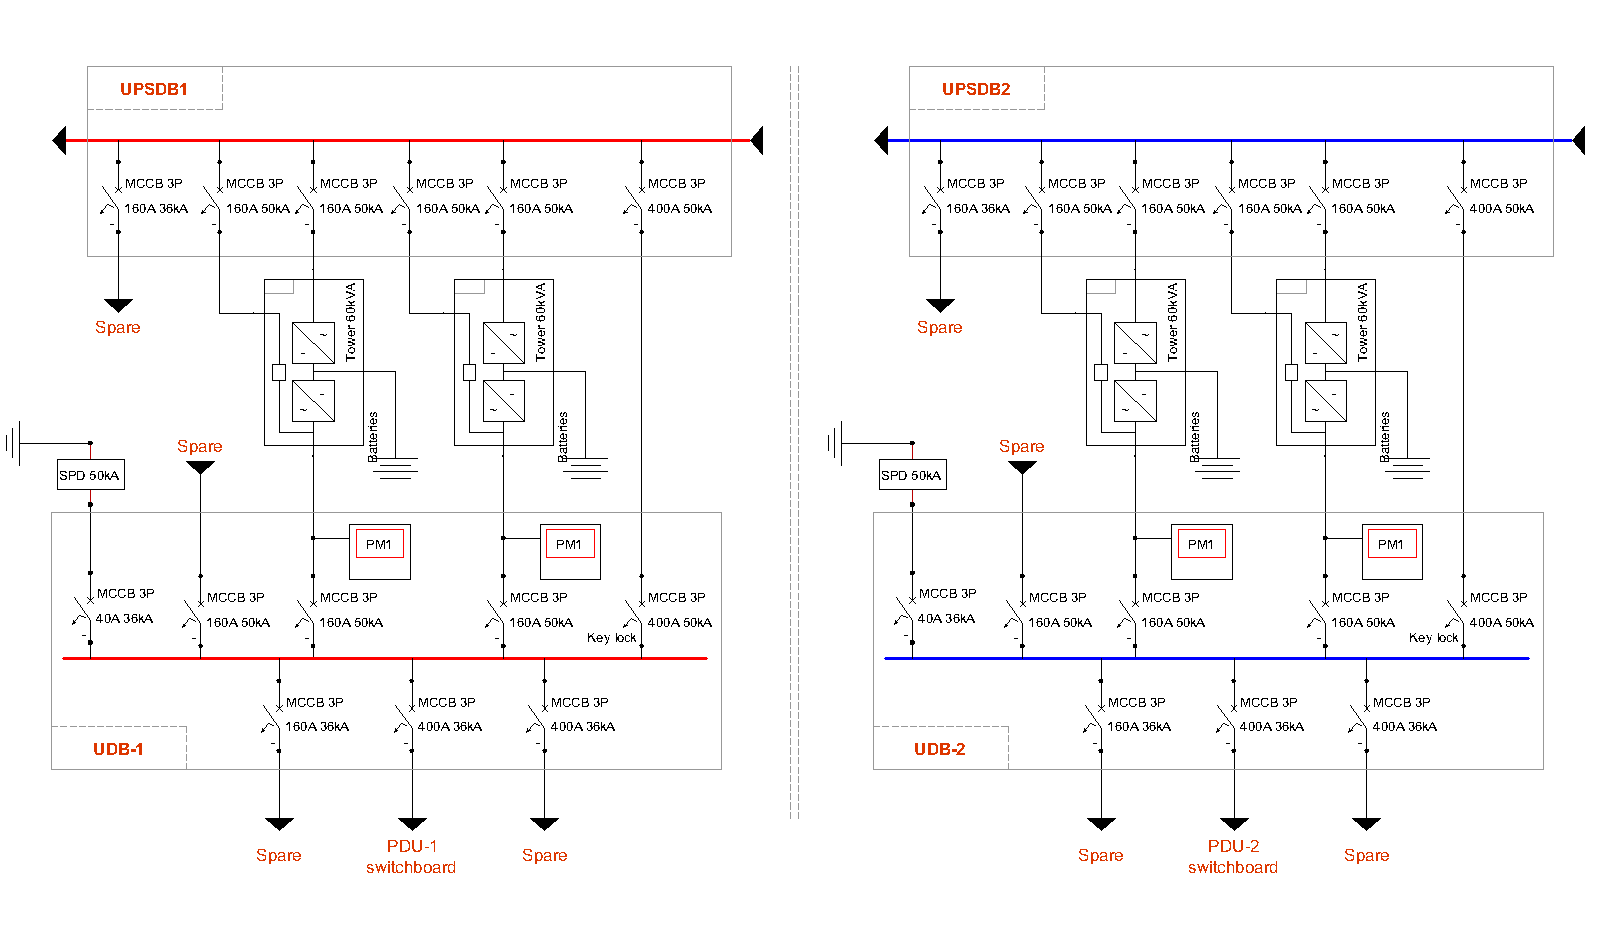 UPSDB1
UPSDB2
MCCB 3P
160A 36kA
MCCB 3P
160A 50kA
MCCB 3P
160A 50kA
MCCB 3P
160A 50kA
MCCB 3P
160A 50kA
MCCB 3P
400A 50kA
MCCB 3P
160A 36kA
MCCB 3P
160A 50kA
MCCB 3P
160A 50kA
MCCB 3P
160A 50kA
MCCB 3P
160A 50kA
MCCB 3P
400A 50kA
Spare
Tower 60kVA
Tower 60kVA
Spare
Tower 60kVA
Tower 60kVA
Batteries
Batteries
Batteries
Batteries
Spare
SPD 50kA
Spare
SPD 50kA
PM1
PM1
PM1
PM1
MCCB 3P
40A 36kA
MCCB 3P
160A 50kA
MCCB 3P
160A 50kA
MCCB 3P
160A 50kA
MCCB 3P
400A 50kA
Key lock
MCCB 3P
40A 36kA
MCCB 3P
160A 50kA
MCCB 3P
160A 50kA
MCCB 3P
160A 50kA
MCCB 3P
400A 50kA
Key lock
MCCB 3P
160A 36kA
MCCB 3P
400A 36kA
MCCB 3P
400A 36kA
MCCB 3P
160A 36kA
MCCB 3P
400A 36kA
MCCB 3P
400A 36kA
UDB-1
UDB-2
Spare
PDU-1
switchboard
Spare
Spare
PDU-2
switchboard
Spare